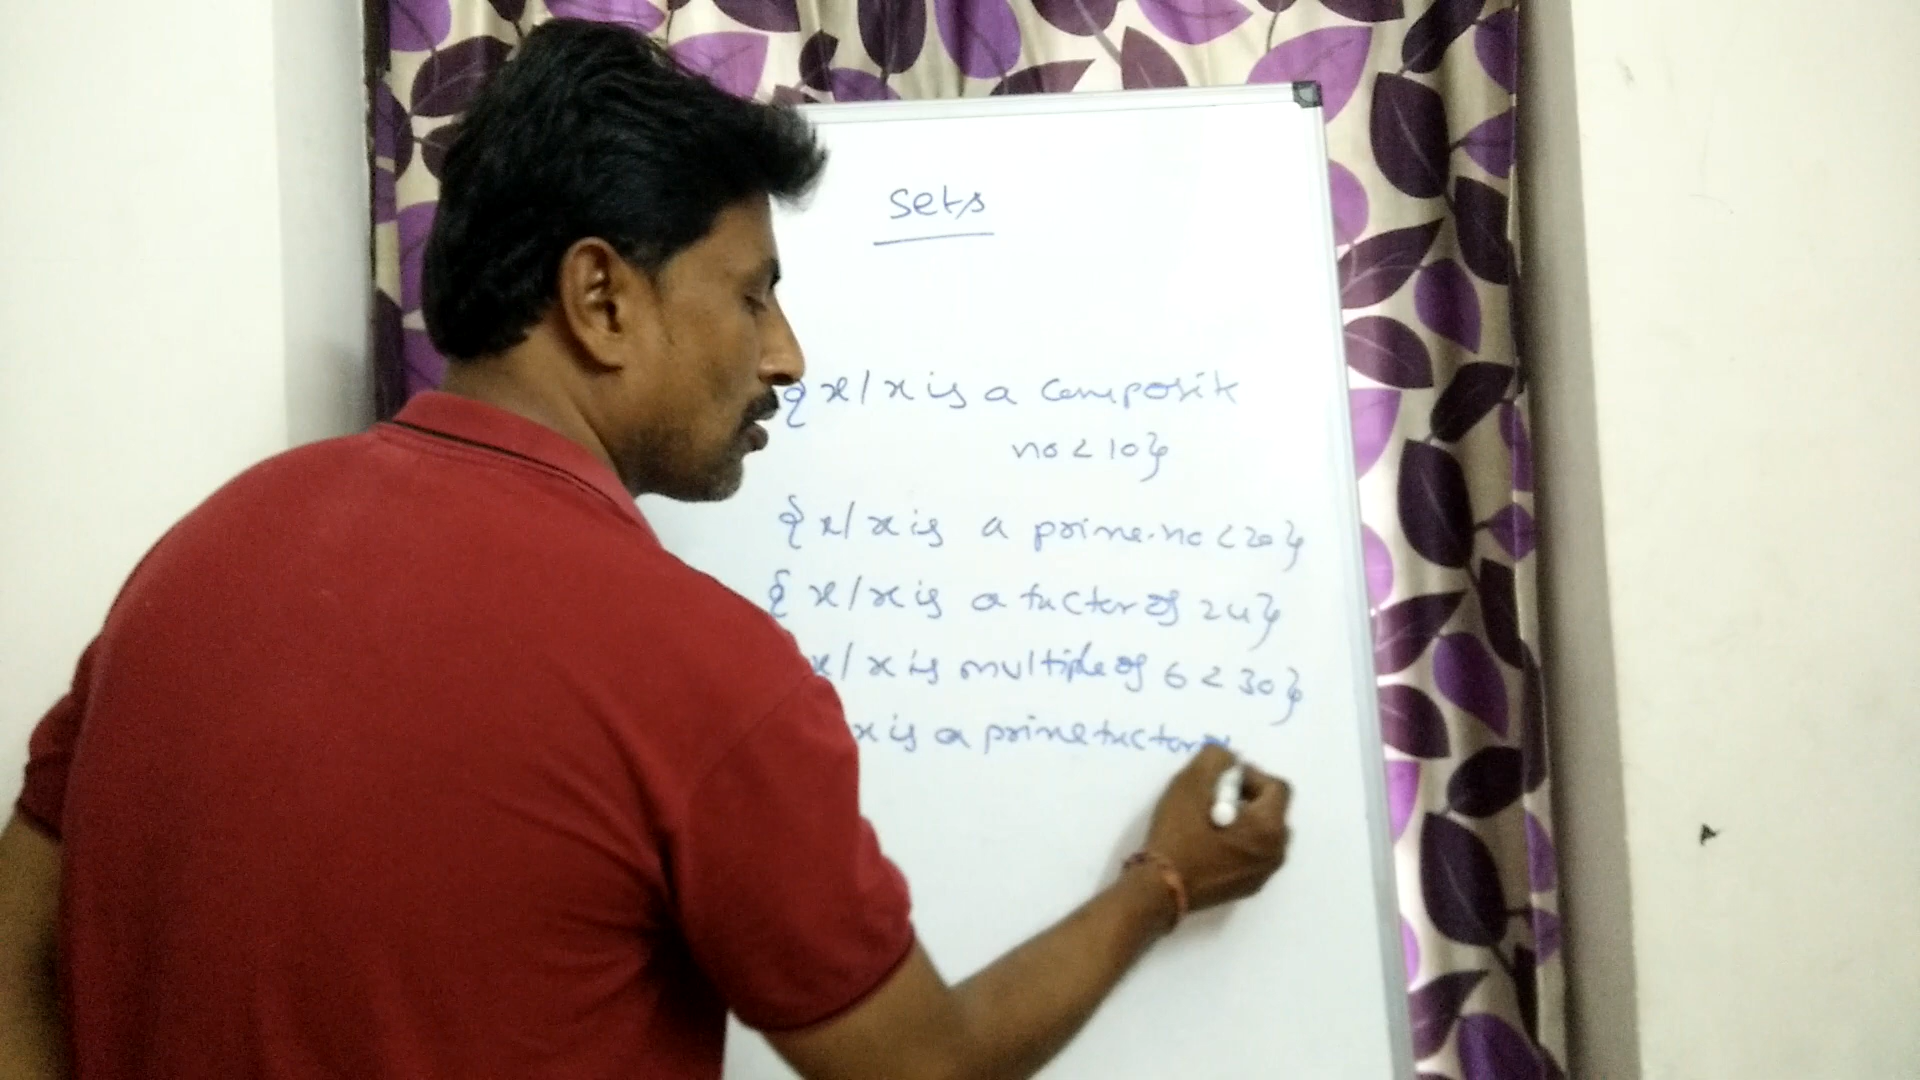 Sets
{x/x is a composite
no < 10}
{x/x is a prime.no < 20}
{x/x is a factor of 24}
x/x is multiple of 6 < 30}
x is a prime factor of